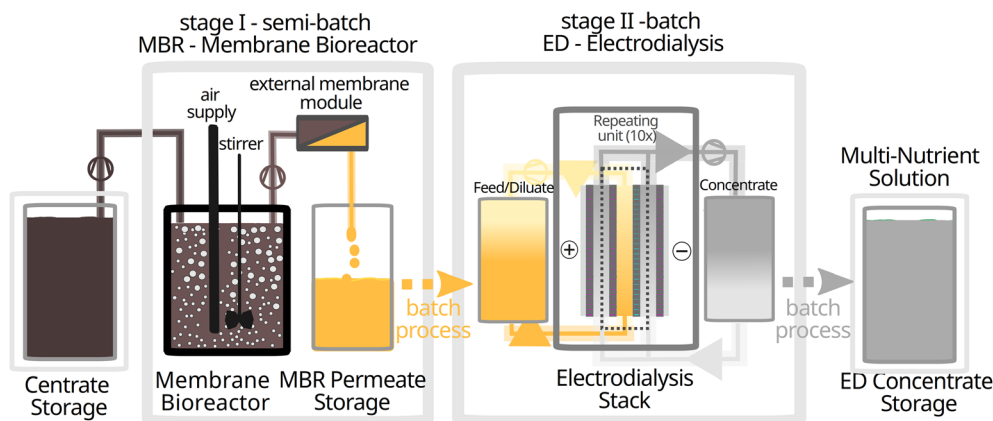 stage I - semi-batch
MBR - Membrane Bioreactor
stage II -batch
ED - Electrodialysis
air
supply
stirrer
external membrane
module
Repeating
unit (10x)
Feed/Diluate
Concentrate
+
−
Multi-Nutrient
Solution
batch
process
batch
process
Centrate
Storage
Membrane
Bioreactor
MBR Permeate
Storage
Electrodialysis
Stack
ED Concentrate
Storage